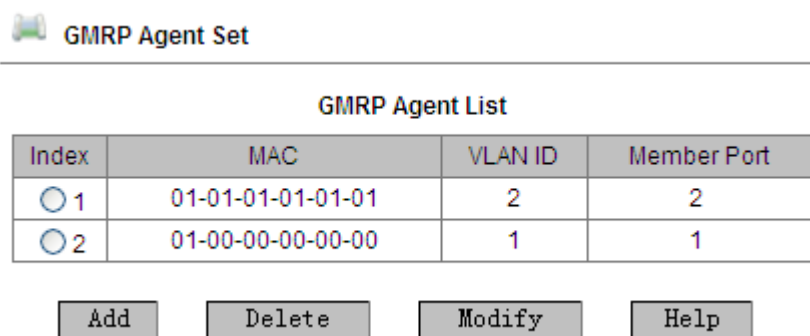 GMRP Agent Set
GMRP Agent List
Index MAC VLAN ID Member Port
1 01-01-01-01-01-01 2 2
2 01-00-00-00-00-00 1 1
Add Delete Modify Help